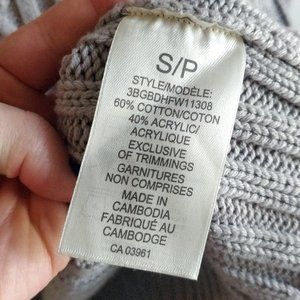 S/P
STYLE/MODÈLE:
3BGBDHFW11308
60% COTTON/COTON
40% ACRYLIC/
ACRYLIQUE
EXCLUSIVE
OF TRIMMINGS
GARNITURES
NON COMPRISES
MADE IN
CAMBODIA
FABRIQUÉ AU
CAMBODGE
CA 03961